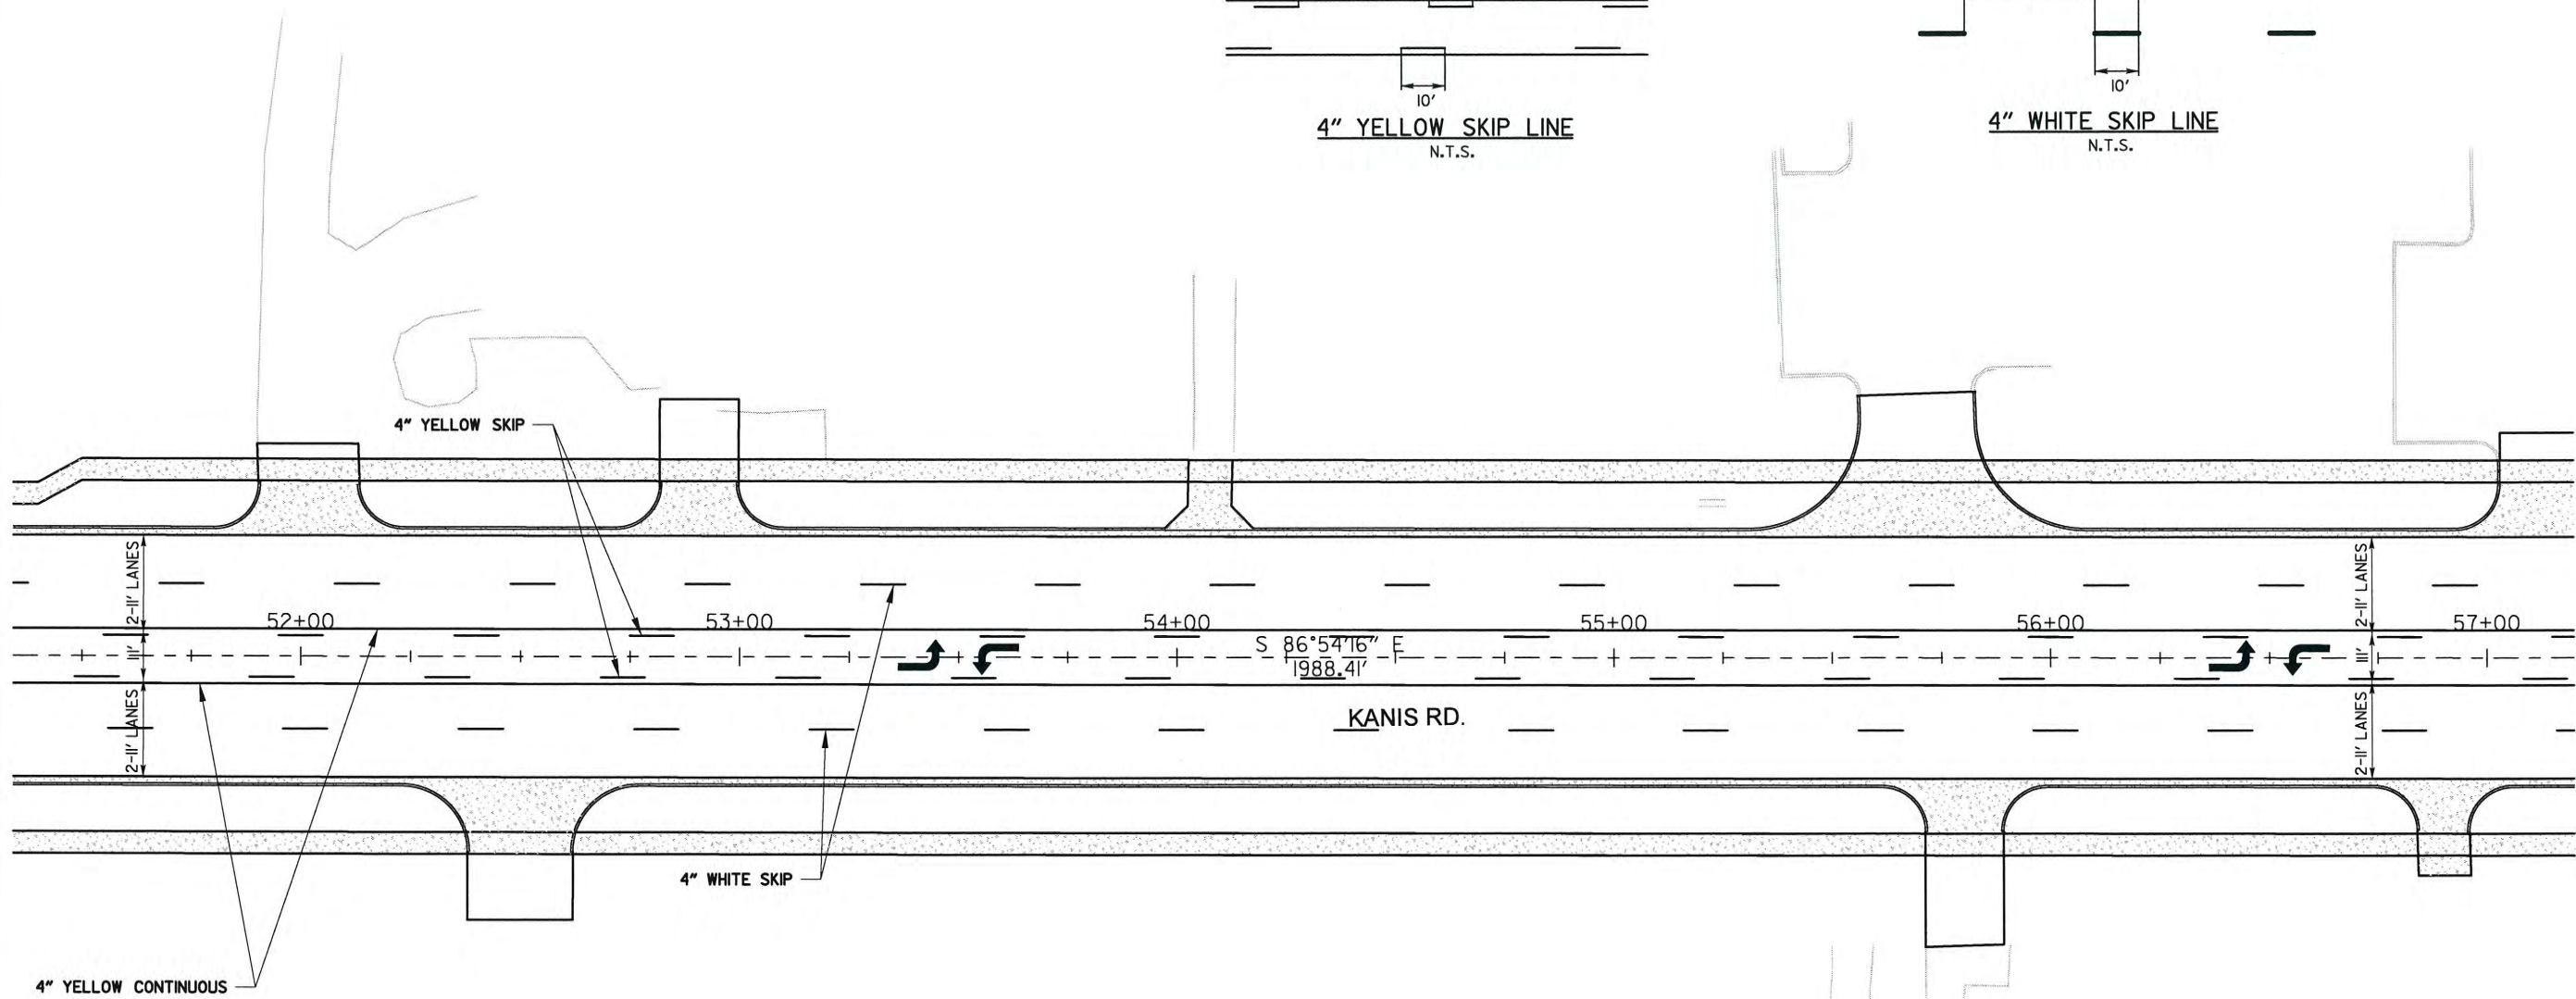 10'
4" YELLOW SKIP LINE
N.T.S.
10'
4" WHITE SKIP LINE
N.T.S.
4" YELLOW SKIP
2-11' LANES
2-11' LANES
52+00
53+00
54+00
55+00
56+00
57+00
11'
S 86°54'16" E
1988.41'
11'
KANIS RD.
2-11' LANES
2-11' LANES
4" WHITE SKIP
4" YELLOW CONTINUOUS